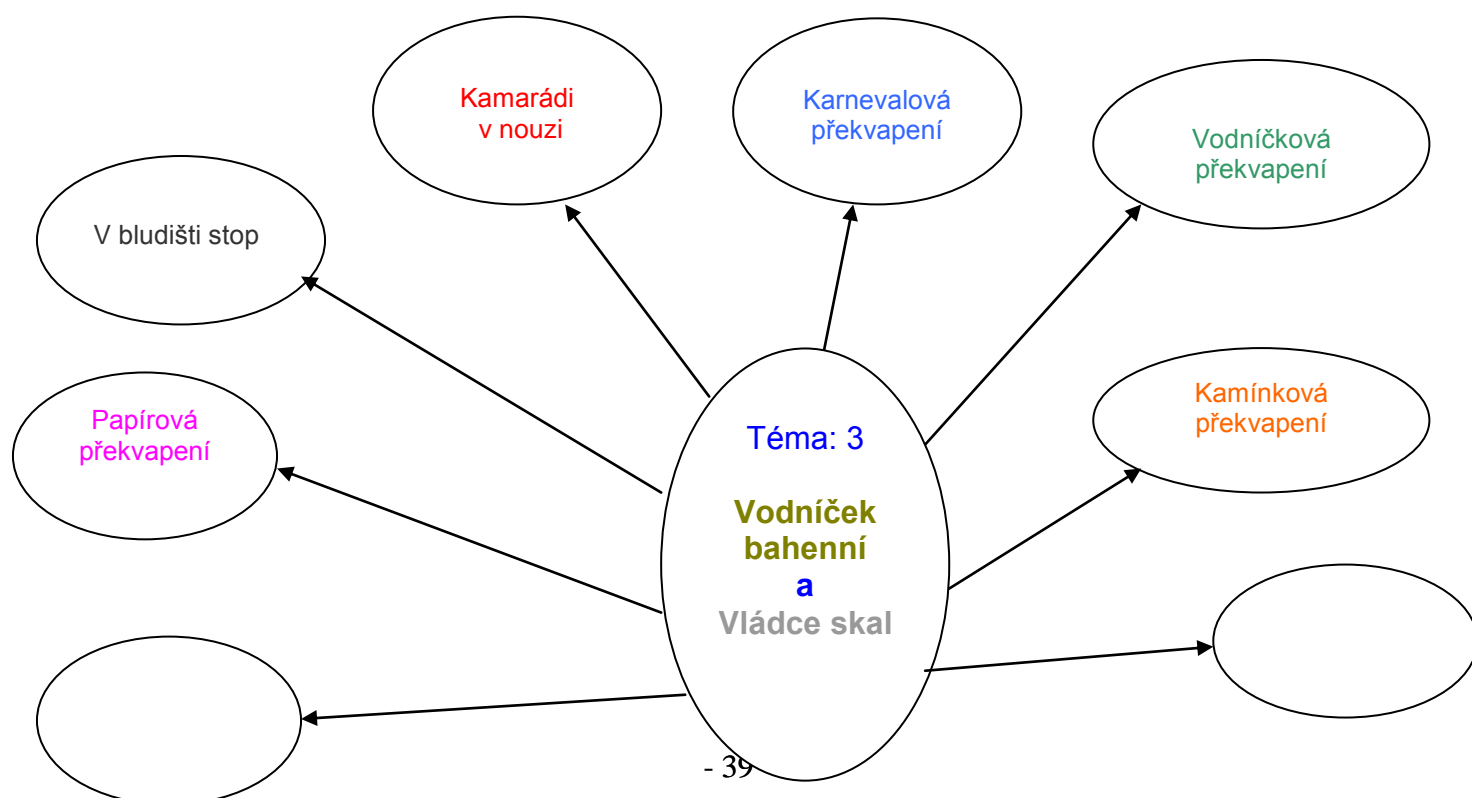 Kamarádi
v nouzi
Karnevalová
překvapení
Vodníčková
překvapení
V bludišti stop
Papírová
překvapení
Kamínková
překvapení
Téma: 3
Vodníček
bahenní
a
Vládce skal
- 39